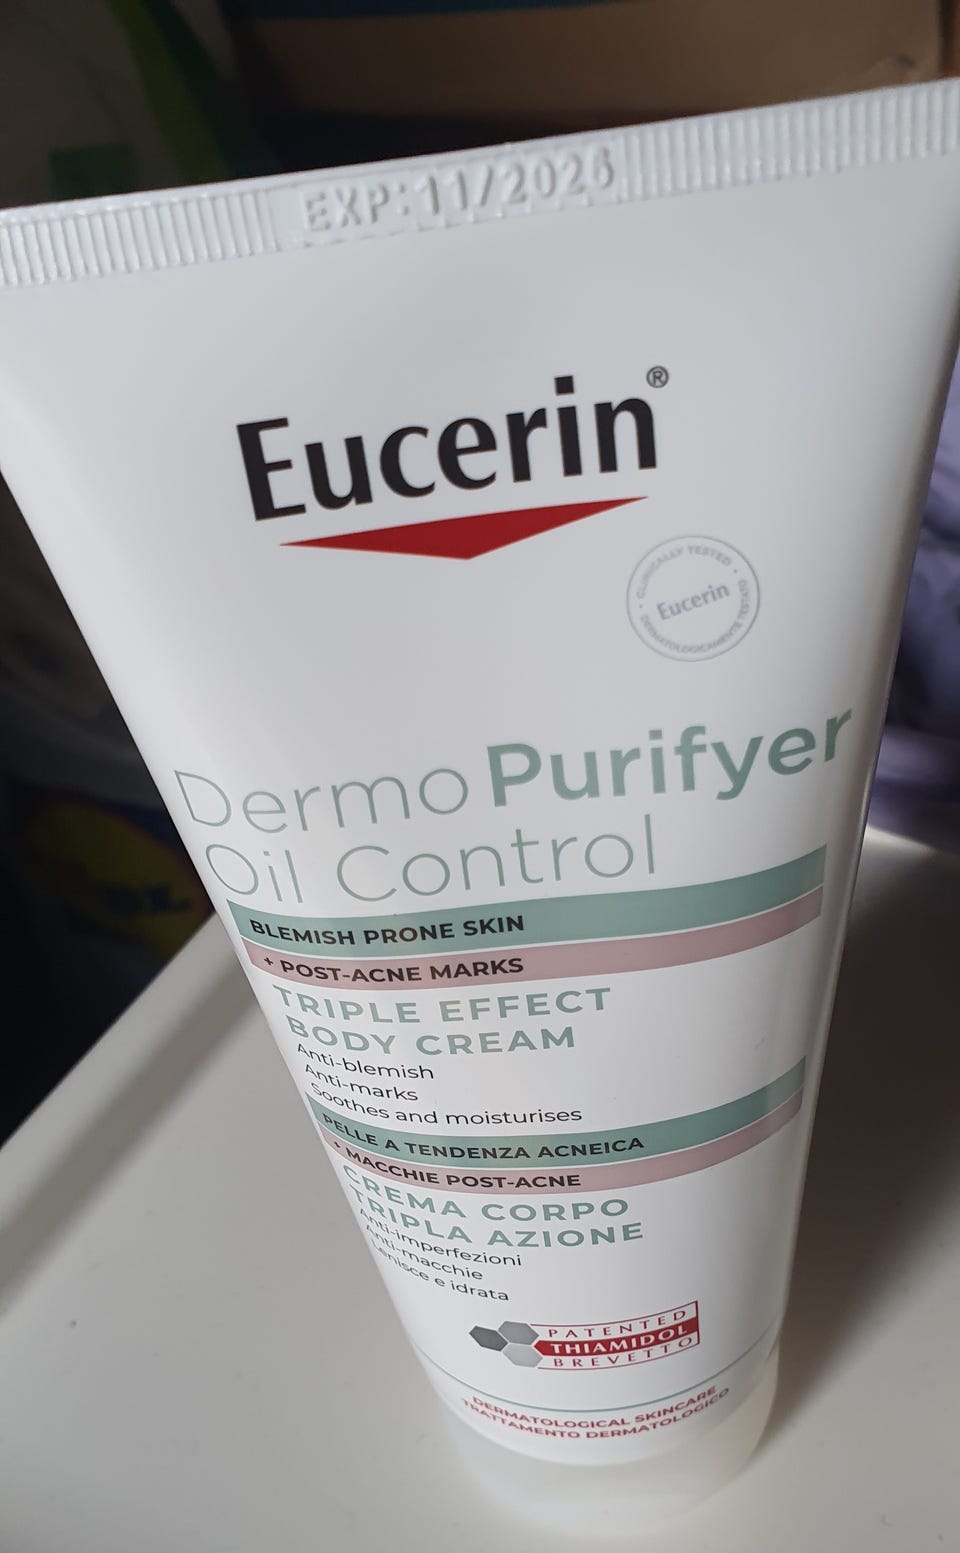 EXP:11/2026
Eucerin®
CLINICALLY TESTED
Eucerin
DERMATOLOGICAMENTE TESTATO
DermoPurifyer
Oil Control
BLEMISH PRONE SKIN
+ POST-ACNE MARKS
TRIPLE EFFECT
BODY CREAM
Anti-blemish
Anti-marks
Soothes and moisturises
PELLE A TENDENZA ACNEICA
+ MACCHIE POST-ACNE
CREMA CORPO
TRIPLA AZIONE
Anti-imperfezioni
Anti-macchie
Lenisce e idrata
PATENTED
THIAMIDOL
BREVETTO
DERMATOLOGICAL SKINCARE
TRATTAMENTO DERMATOLOGICO